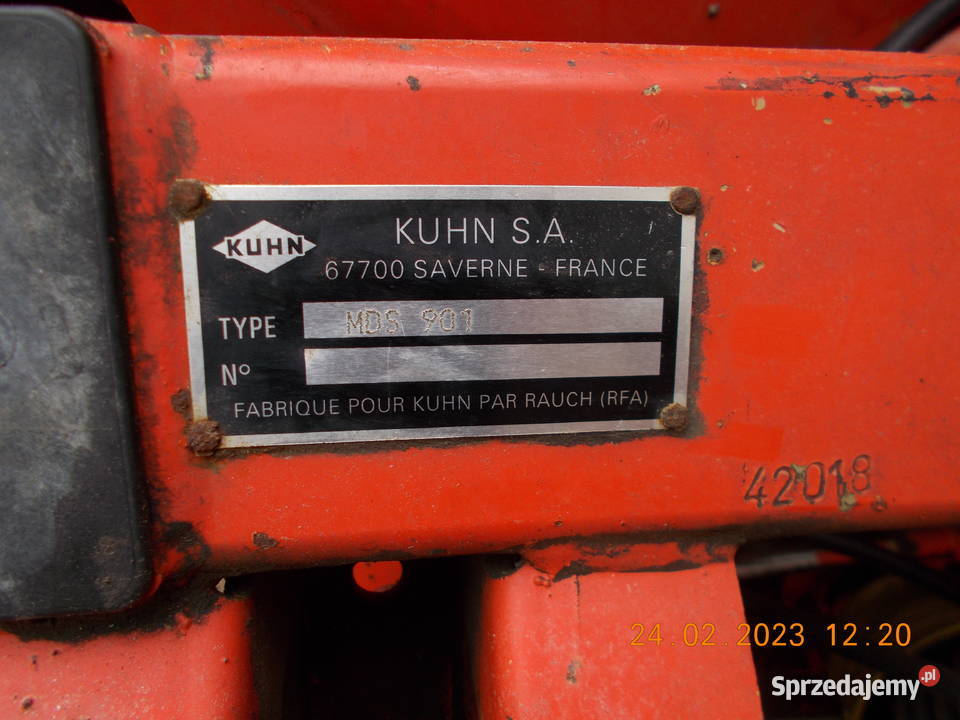 KUHN
KUHN S.A.
67700 SAVERNE - FRANCE
TYPE MDS 901
N°
FABRIQUE POUR KUHN PAR RAUCH (RFA)
42018
24.02.2023 12:20
Sprzedajemy.pl